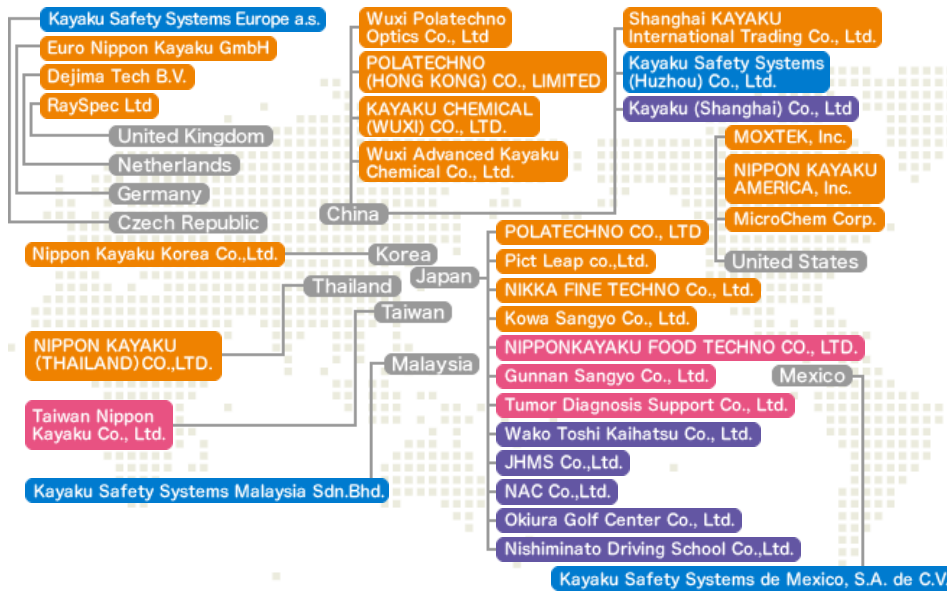 Kayaku Safety Systems Europe a.s.
Euro Nippon Kayaku GmbH
Dejima Tech B.V.
RaySpec Ltd
United Kingdom
Netherlands
Germany
Czech Republic
Wuxi Polatechno
Optics Co., Ltd
POLATECHNO
(HONG KONG) CO., LIMITED
KAYAKU CHEMICAL
(WUXI) CO., LTD.
Wuxi Advanced Kayaku
Chemical Co., Ltd.
China
Shanghai KAYAKU
International Trading Co., Ltd.
Kayaku Safety Systems
(Huzhou) Co., Ltd.
Kayaku (Shanghai) Co., Ltd
MOXTEK, Inc.
NIPPON KAYAKU
AMERICA, Inc.
MicroChem Corp.
United States
Nippon Kayaku Korea Co.,Ltd.
Korea
Thailand
NIPPON KAYAKU
(THAILAND) CO.,LTD.
Taiwan
Taiwan Nippon
Kayaku Co., Ltd.
Malaysia
Kayaku Safety Systems Malaysia Sdn.Bhd.
Japan
POLATECHNO CO., LTD
Pict Leap co.,Ltd.
NIKKA FINE TECHNO Co., Ltd.
Kowa Sangyo Co., Ltd.
NIPPONKAYAKU FOOD TECHNO CO., LTD.
Gunnan Sangyo Co., Ltd.
Tumor Diagnosis Support Co., Ltd.
Wako Toshi Kaihatsu Co., Ltd.
JHMS Co.,Ltd.
NAC Co.,Ltd.
Okiura Golf Center Co., Ltd.
Nishiminato Driving School Co.,Ltd.
Mexico
Kayaku Safety Systems de Mexico, S.A. de C.V.